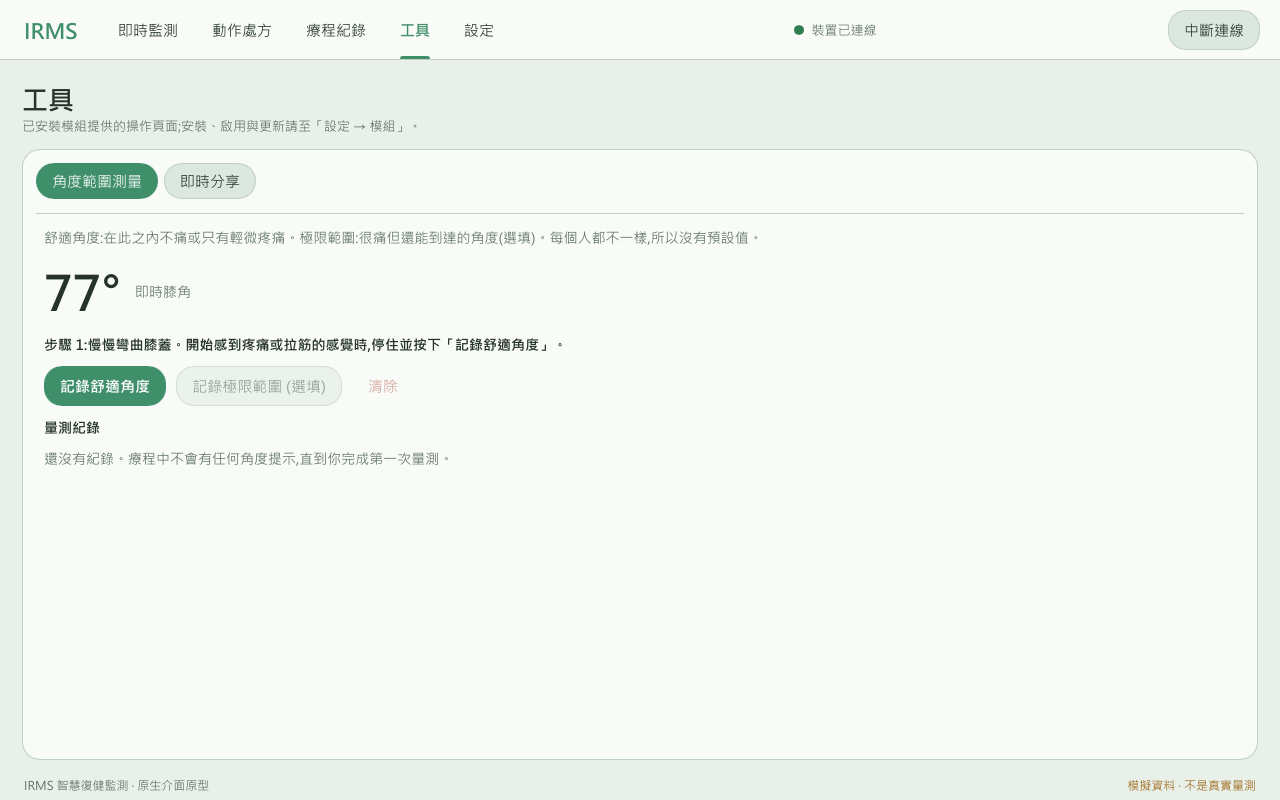 IRMS 即時監測 動作處方 療程紀錄 工具 設定 裝置已連線 中斷連線
工具
已安裝模組提供的操作頁面;安裝、啟用與更新請至「設定 → 模組」。
角度範圍測量 即時分享
舒適角度:在此之內不痛或只有輕微疼痛。極限範圍:很痛但還能到達的角度(選填)。每個人都不一樣,所以沒有預設值。
77° 即時膝角
步驟 1:慢慢彎曲膝蓋。開始感到疼痛或拉筋的感覺時,停住並按下「記錄舒適角度」。
記錄舒適角度 記錄極限範圍 (選填) 清除
量測紀錄
還沒有紀錄。療程中不會有任何角度提示,直到你完成第一次量測。
IRMS 智慧復健監測 · 原生介面原型 模擬資料 · 不是真實量測